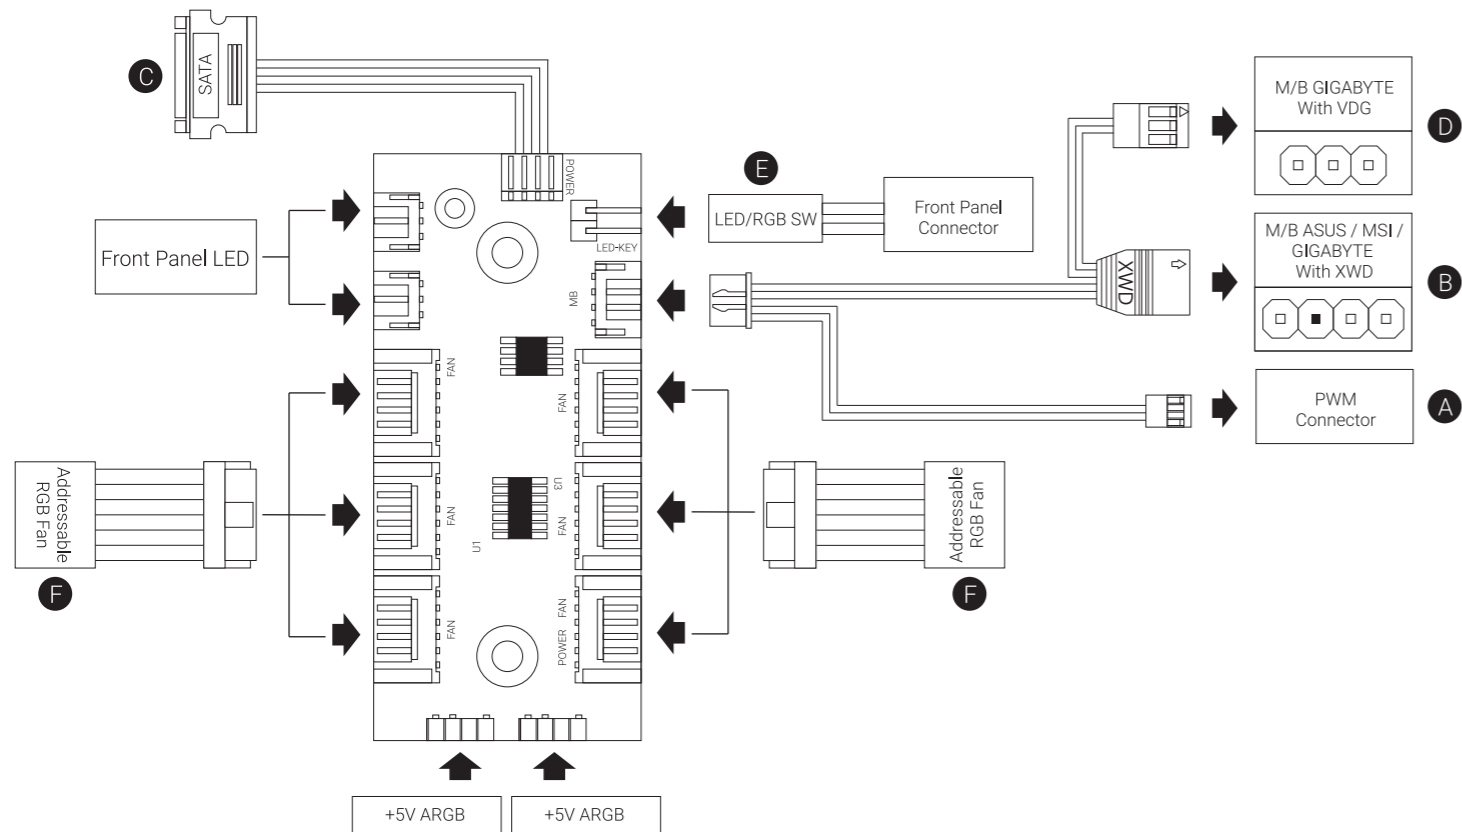 C
SATA
POWER
M/B GIGABYTE
With VDG
D
E
LED/RGB SW
Front Panel
Connector
LED-KEY
Front Panel LED
MB
XWD
M/B ASUS / MSI /
GIGABYTE
With XWD
B
FAN
FAN
PWM
Connector
A
Addressable
RGB Fan
F
FAN
U1
U3
FAN
Addressable
RGB Fan
F
FAN
FAN
POWER
+5V ARGB
+5V ARGB